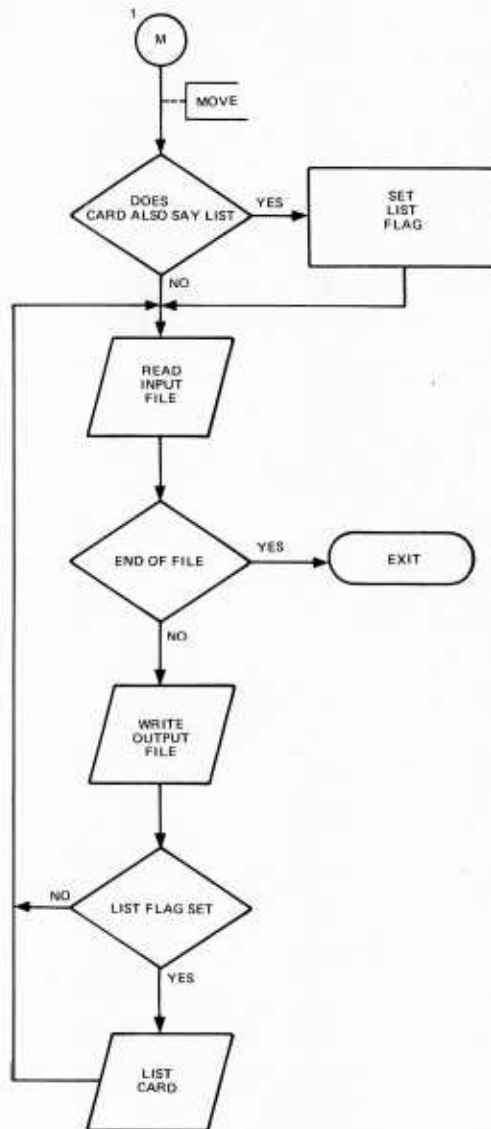 1
M
MOVE
DOES
CARD ALSO SAY LIST
YES
SET
LIST
FLAG
NO
READ
INPUT
FILE
END OF FILE
YES
EXIT
NO
WRITE
OUTPUT
FILE
NO
LIST FLAG SET
YES
LIST
CARD